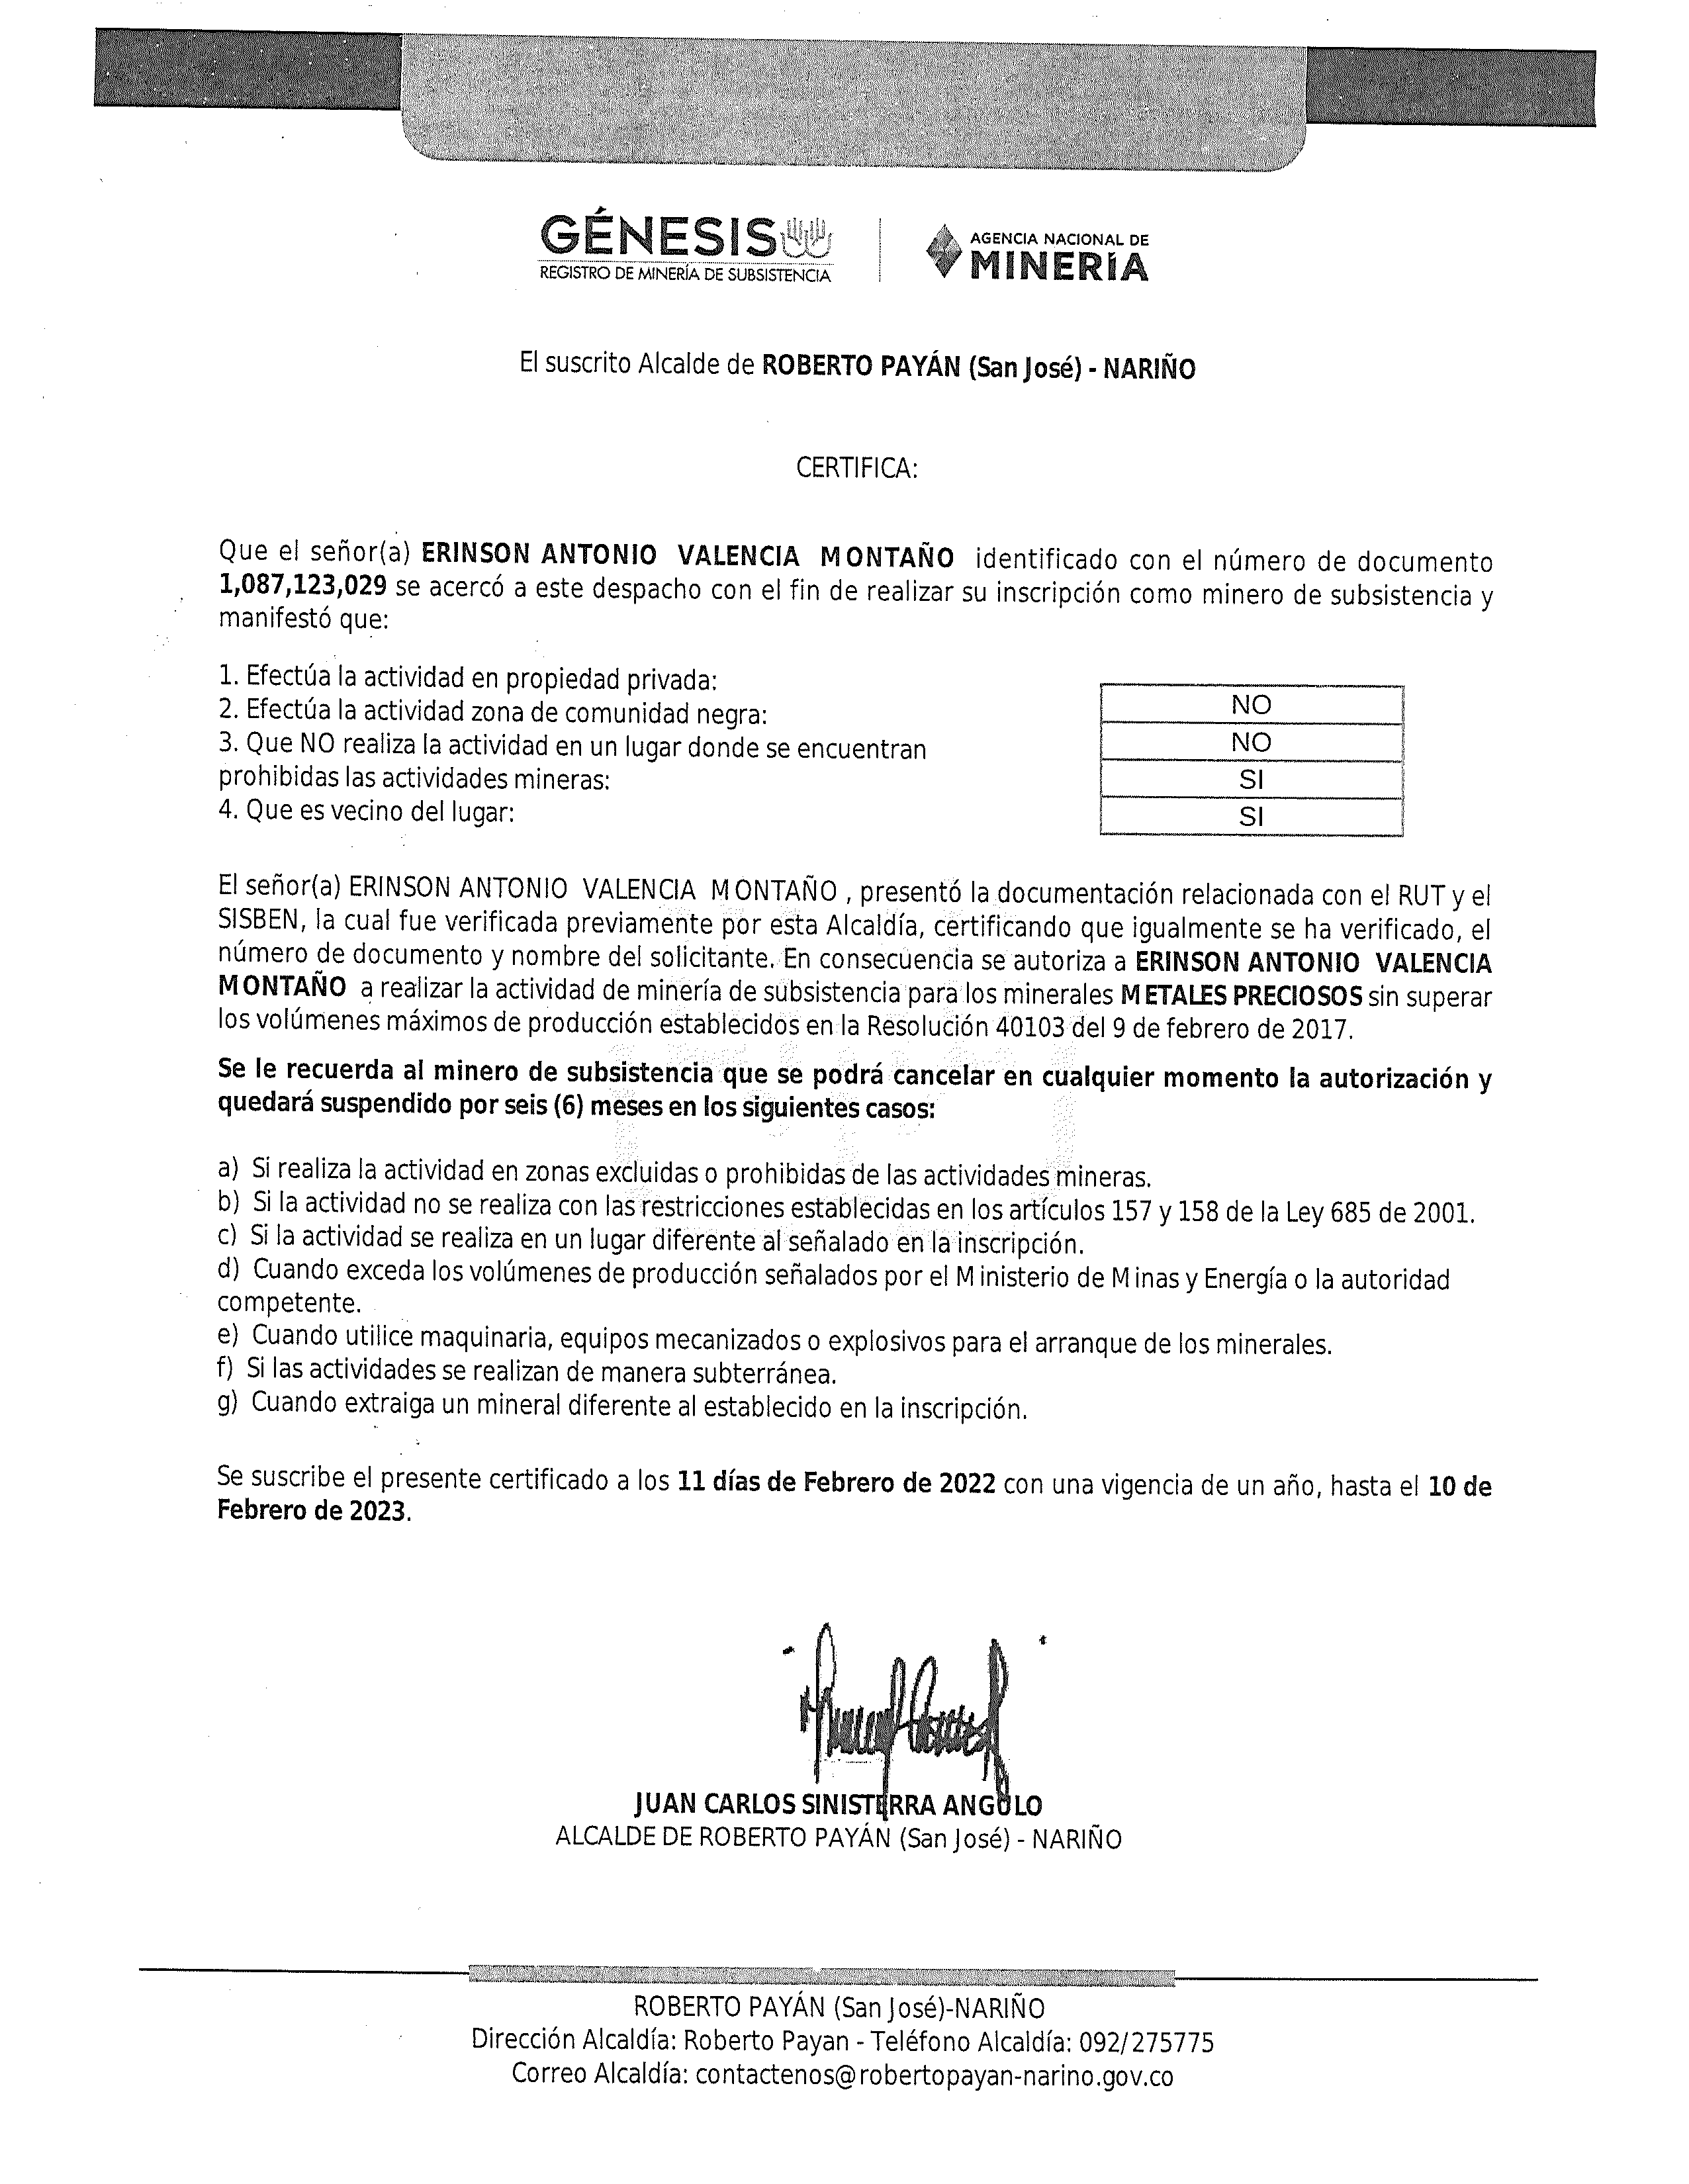 GÉNESIS
REGISTRO DE MINERÍA DE SUBSISTENCIA
AGENCIA NACIONAL DE
MINERÍA
El suscrito Alcalde de ROBERTO PAYÁN (San José) - NARIÑO
CERTIFICA:
Que el señor(a) ERINSON ANTONIO VALENCIA MONTAÑO identificado con el número de documento
1,087,123,029 se acercó a este despacho con el fin de realizar su inscripción como minero de subsistencia y
manifestó que:
1. Efectúa la actividad en propiedad privada:
NO
2. Efectúa la actividad zona de comunidad negra:
NO
3. Que NO realiza la actividad en un lugar donde se encuentran
prohibidas las actividades mineras:
SI
4. Que es vecino del lugar:
SI
El señor(a) ERINSON ANTONIO VALENCIA MONTAÑO , presentó la documentación relacionada con el RUT y el
SISBEN, la cual fue verificada previamente por esta Alcaldía, certificando que igualmente se ha verificado, el
número de documento y nombre del solicitante. En consecuencia se autoriza a ERINSON ANTONIO VALENCIA
MONTAÑO a realizar la actividad de minería de subsistencia para los minerales METALES PRECIOSOS sin superar
los volúmenes máximos de producción establecidos en la Resolución 40103 del 9 de febrero de 2017.
Se le recuerda al minero de subsistencia que se podrá cancelar en cualquier momento la autorización y
quedará suspendido por seis (6) meses en los siguientes casos:
a) Si realiza la actividad en zonas excluidas o prohibidas de las actividades mineras.
b) Si la actividad no se realiza con las restricciones establecidas en los artículos 157 y 158 de la Ley 685 de 2001.
c) Si la actividad se realiza en un lugar diferente al señalado en la inscripción.
d) Cuando exceda los volúmenes de producción señalados por el Ministerio de Minas y Energía o la autoridad
competente.
e) Cuando utilice maquinaria, equipos mecanizados o explosivos para el arranque de los minerales.
f) Si las actividades se realizan de manera subterránea.
g) Cuando extraiga un mineral diferente al establecido en la inscripción.
Se suscribe el presente certificado a los 11 días de Febrero de 2022 con una vigencia de un año, hasta el 10 de
Febrero de 2023.
JUAN CARLOS SINISTERRA ANGULO
ALCALDE DE ROBERTO PAYÁN (San José) - NARIÑO
ROBERTO PAYÁN (San José)-NARIÑO
Dirección Alcaldía: Roberto Payan - Teléfono Alcaldía: 092/275775
Correo Alcaldía: contactenos@robertopayan-narino.gov.co